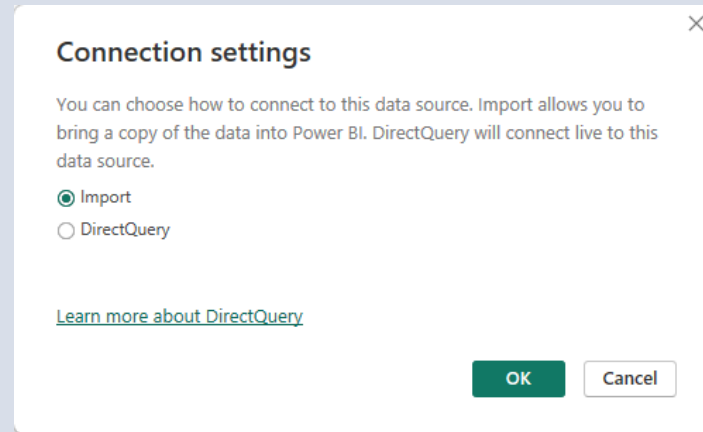 Connection settings
You can choose how to connect to this data source. Import allows you to
bring a copy of the data into Power BI. DirectQuery will connect live to this
data source.
Import
DirectQuery
Learn more about DirectQuery
OK Cancel